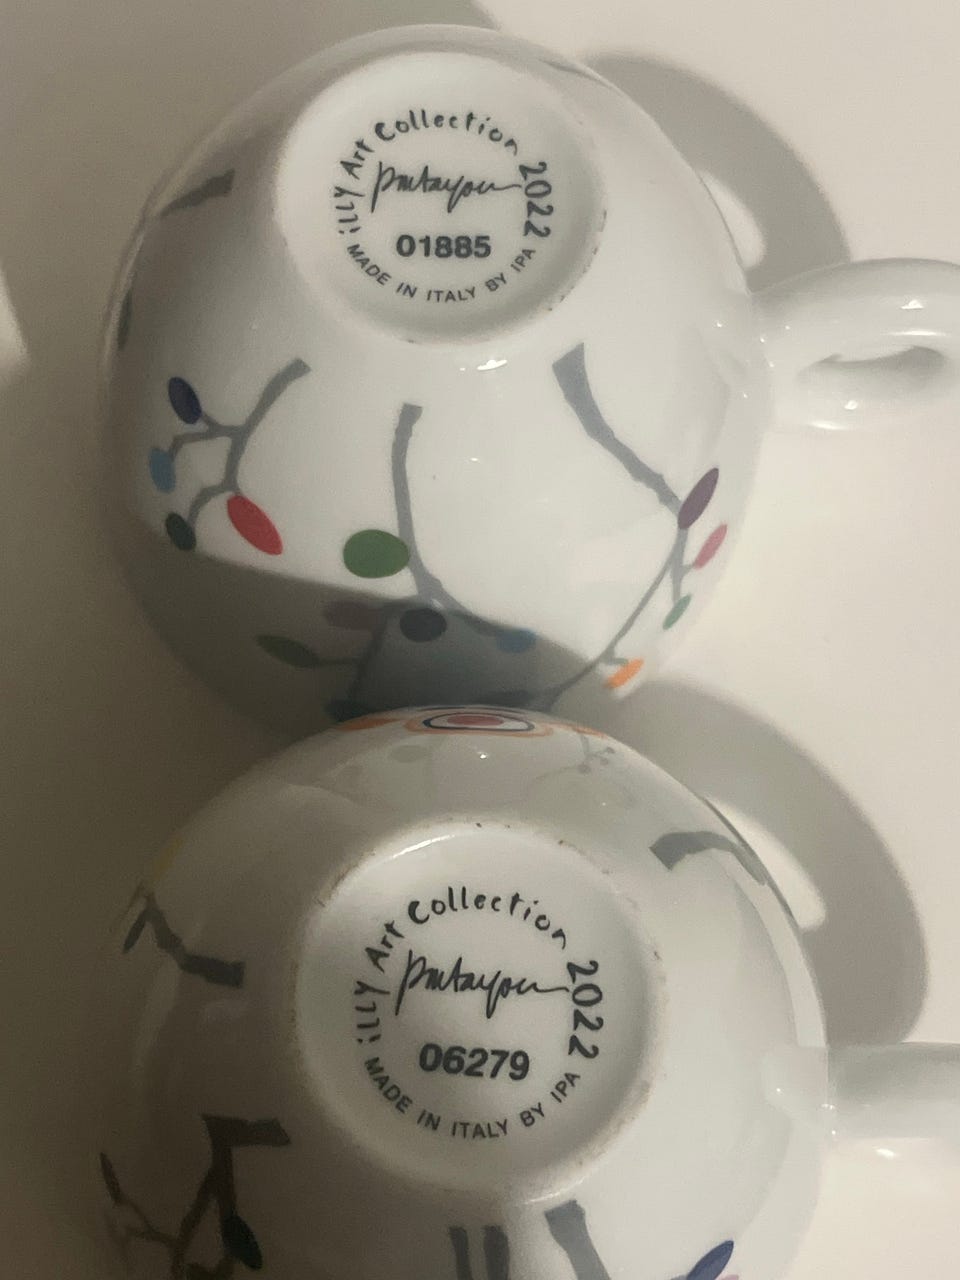 illy Art Collection 2022
Pratayou
01885
MADE IN ITALY BY IPA
illy Art Collection 2022
06279
MADE IN ITALY BY IPA